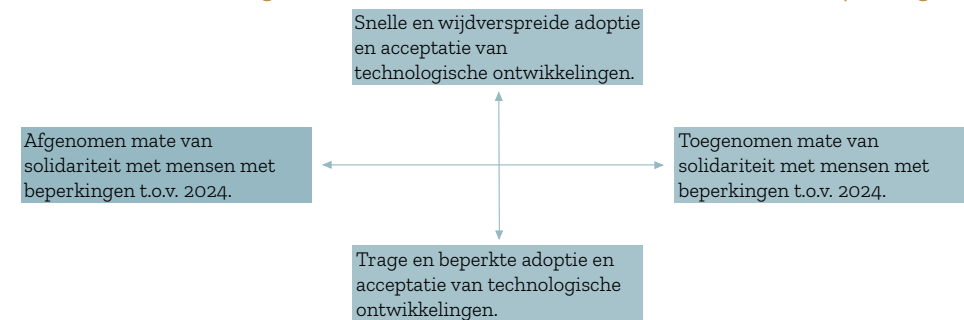 Snelle en wijdverspreide adoptie
en acceptatie van
technologische ontwikkelingen.
Afgenomen mate van
solidariteit met mensen met
beperkingen t.o.v. 2024.
Toegenomen mate van
solidariteit met mensen met
beperkingen t.o.v. 2024.
Trage en beperkte adoptie en
acceptatie van technologische
ontwikkelingen.